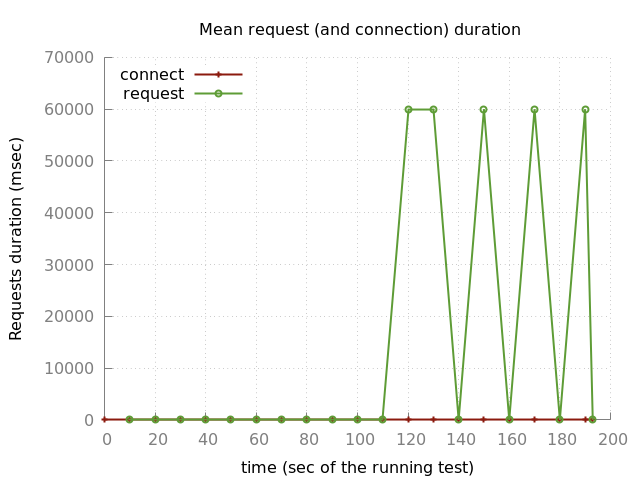 Mean request (and connection) duration
70000
60000
50000
40000
30000
20000
10000
0
connect
request
Requests duration (msec)
0 20 40 60 80 100 120 140 160 180 200
time (sec of the running test)